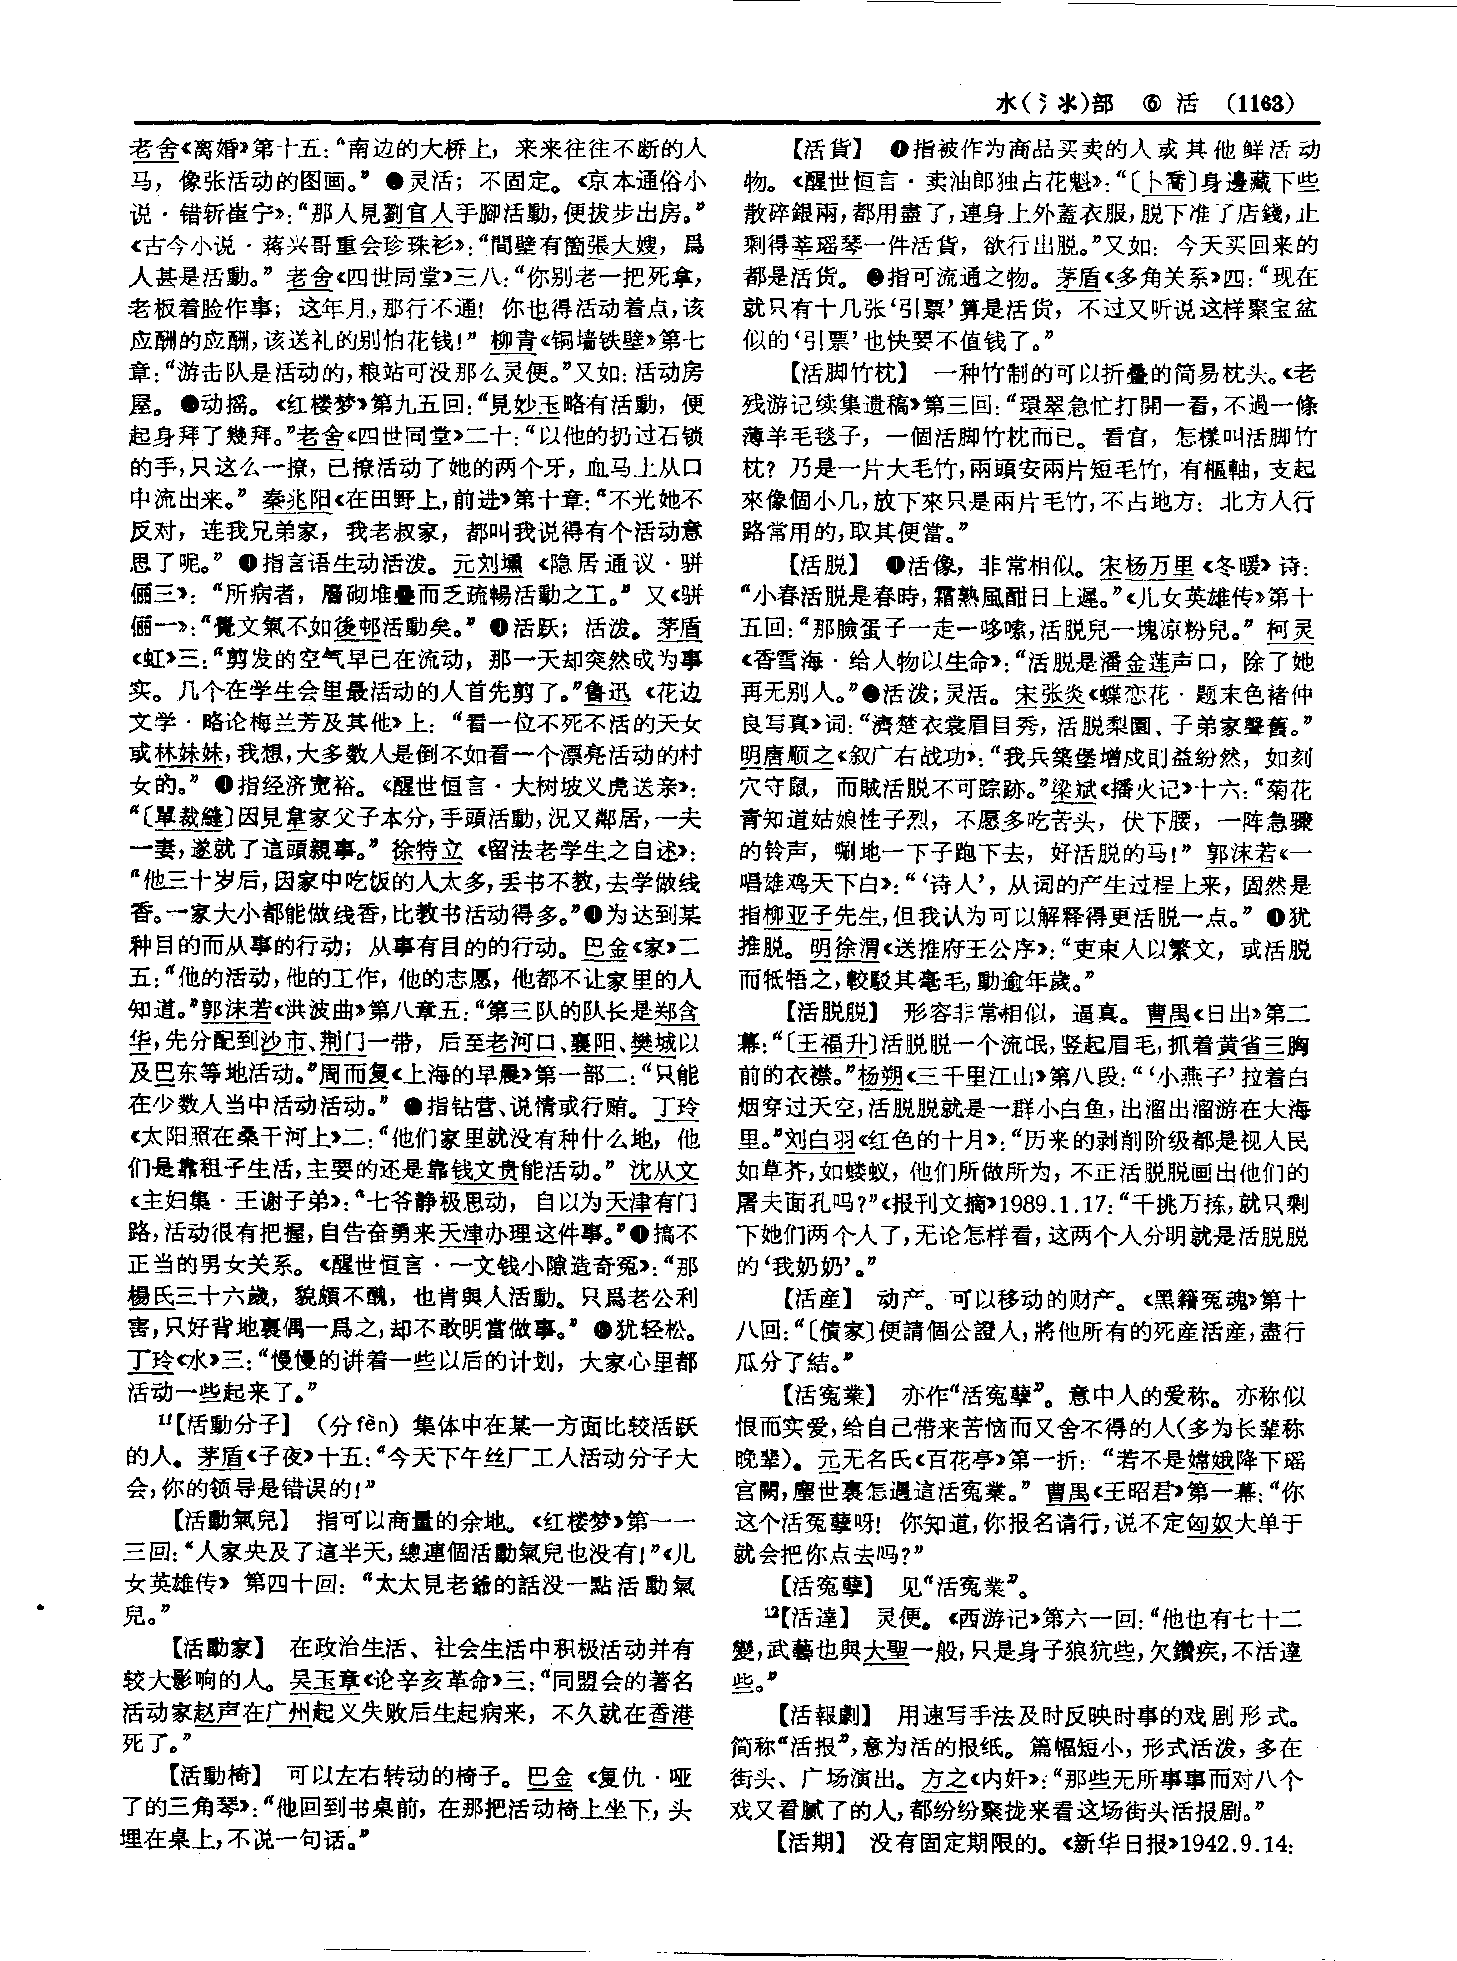 水(氵氺)部 ⑥ 活 (1163)
老舍《离婚》第十五：“南边的大桥上，来来往往不断的人
马，像张活动的图画。”●灵活；不固定。《京本通俗小
说·错斩崔宁》：“那人見劉官人手脚活動，便拔步出房。”
《古今小说·蒋兴哥重会珍珠衫》：“間壁有箇張大嫂，爲
人甚是活動。”老舍《四世同堂》三八：“你别老一把死拿，
老板着脸作事；这年月，那行不通！你也得活动着点，该
应酬的应酬，该送礼的别怕花钱！”柳青《铜墙铁壁》第七
章：“游击队是活动的，粮站可没那么灵便。”又如：活动房
屋。●动摇。《红楼梦》第九五回：“見妙玉略有活動，便
起身拜了幾拜。”老舍《四世同堂》二十：“以他的扔过石锁
的手，只这么一撩，已撩活动了她的两个牙，血马上从口
中流出来。”秦兆阳《在田野上，前进》第十章：“不光她不
反对，连我兄弟家，我老叔家，都叫我说得有个活动意
思了呢。”●指言语生动活泼。元刘壎《隐居通议·骈
俪三》：“所病者，層砌堆疊而乏疏暢活動之工。”又《骈
俪一》：“覺文氣不如後邨活動矣。”●活跃；活泼。茅盾
《虹》三：“剪发的空气早已在流动，那一天却突然成为事
实。几个在学生会里最活动的人首先剪了。”鲁迅《花边
文学·略论梅兰芳及其他》上：“看一位不死不活的天女
或林妹妹，我想，大多数人是倒不如看一个漂亮活动的村
女的。”●指经济宽裕。《醒世恒言·大树坡义虎送亲》：
“〔單裁縫〕因見韋家父子本分，手頭活動，況又鄰居，一夫
一妻，遂就了這頭親事。”徐特立《留法老学生之自述》：
“他三十岁后，因家中吃饭的人太多，丢书不教，去学做线
香。一家大小都能做线香，比教书活动得多。”●为达到某
种目的而从事的行动；从事有目的的行动。巴金《家》二
五：“他的活动，他的工作，他的志愿，他都不让家里的人
知道。”郭沫若《洪波曲》第八章五：“第三队的队长是郑含
华，先分配到沙市、荆门一带，后至老河口、襄阳、樊城以
及巴东等地活动。”周而复《上海的早晨》第一部二：“只能
在少数人当中活动活动。”●指钻营、说情或行贿。丁玲
《太阳照在桑干河上》二：“他们家里就没有种什么地，他
们是靠租子生活，主要的还是靠钱文贵能活动。”沈从文
《主妇集·王谢子弟》：“七爷静极思动，自以为天津有门
路，活动很有把握，自告奋勇来天津办理这件事。”●搞不
正当的男女关系。《醒世恒言·一文钱小隙造奇冤》：“那
楊氏三十六歲，貌頗不醜，也肯與人活動。只爲老公利
害，只好背地裏偶一爲之，却不敢明當做事。”●犹轻松。
丁玲《水》三：“慢慢的讲着一些以后的计划，大家心里都
活动一些起来了。”
11【活動分子】（分fèn）集体中在某一方面比较活跃
的人。茅盾《子夜》十五：“今天下午丝厂工人活动分子大
会，你的领导是错误的！”
【活動氣兒】指可以商量的余地。《红楼梦》第一一
三回：“人家央及了這半天，總連個活動氣兒也没有！”《儿
女英雄传》第四十回：“太太見老爺的話没一點活動氣
兒。”
【活動家】在政治生活、社会生活中积极活动并有
较大影响的人。吴玉章《论辛亥革命》三：“同盟会的著名
活动家赵声在广州起义失败后生起病来，不久就在香港
死了。”
【活動椅】可以左右转动的椅子。巴金《复仇·哑
了的三角琴》：“他回到书桌前，在那把活动椅上坐下，头
埋在桌上，不说一句话。”
【活貨】❶指被作为商品买卖的人或其他鲜活动
物。《醒世恒言·卖油郎独占花魁》：“〔卜喬〕身邊藏下些
散碎銀兩，都用盡了，連身上外蓋衣服，脱下准了店錢，止
剩得莘瑶琴一件活貨，欲行出脱。”又如：今天买回来的
都是活货。❷指可流通之物。茅盾《多角关系》四：“现在
就只有十几张‘引票’算是活货，不过又听说这样聚宝盆
似的‘引票’也快要不值钱了。”
【活脚竹枕】一种竹制的可以折叠的简易枕头。《老
残游记续集遗稿》第三回：“環翠急忙打開一看，不過一條
薄羊毛毯子，一個活脚竹枕而已。看官，怎樣叫活脚竹
枕？乃是一片大毛竹，兩頭安兩片短毛竹，有樞軸，支起
來像個小几，放下來只是兩片毛竹，不占地方：北方人行
路常用的，取其便當。”
【活脱】❶活像，非常相似。宋杨万里《冬暖》诗：
“小春活脱是春時，霜熟風酣日上遲。”《儿女英雄传》第十
五回：“那臉蛋子一走一哆嗦，活脱兒一塊凉粉兒。”柯灵
《香雪海·给人物以生命》：“活脱是潘金莲声口，除了她
再无别人。”❷活泼；灵活。宋张炎《蝶恋花·题末色褚仲
良写真》词：“濟楚衣裳眉目秀，活脱梨園、子弟家聲舊。”
明唐顺之《叙广右战功》：“我兵築堡增戍則益紛然，如刻
穴守鼠，而贼活脱不可踪跡。”梁斌《播火记》十六：“菊花
青知道姑娘性子烈，不愿多吃苦头，伏下腰，一阵急骤
的铃声，唰地一下子跑下去，好活脱的马！”郭沫若《一
唱雄鸡天下白》：“‘诗人’，从词的产生过程上来，固然是
指柳亚子先生，但我认为可以解释得更活脱一点。”❸犹
推脱。明徐渭《送推府王公序》：“吏束人以繁文，或活脱
而牴牾之，較駁其毫毛，動逾年歲。”
【活脱脱】形容非常相似，逼真。曹禺《日出》第二
幕：“〔王福升〕活脱脱一个流氓，竖起眉毛，抓着黄省三胸
前的衣襟。”杨朔《三千里江山》第八段：“‘小燕子’拉着白
烟穿过天空，活脱脱就是一群小白鱼，出溜出溜游在大海
里。”刘白羽《红色的十月》：“历来的剥削阶级都是视人民
如草芥，如蝼蚁，他们所做所为，不正活脱脱画出他们的
屠夫面孔吗？”《报刊文摘》1989.1.17：“千挑万拣，就只剩
下她们两个人了，无论怎样看，这两个人分明就是活脱脱
的‘我奶奶’。”
【活産】动产。可以移动的财产。《黑籍冤魂》第十
八回：“〔債家〕便請個公證人，將他所有的死産活産，盡行
瓜分了結。”
【活冤業】亦作“活冤孽”。意中人的爱称。亦称似
恨而实爱，给自己带来苦恼而又舍不得的人（多为长辈称
晚辈）。元无名氏《百花亭》第一折：“若不是嫦娥降下瑶
宫闕，塵世裏怎遇這活冤業。”曹禺《王昭君》第一幕：“你
这个活冤孽呀！你知道，你报名请行，说不定匈奴大单于
就会把你点去吗？”
【活冤孽】见“活冤業”。
12【活達】灵便。《西游记》第六一回：“他也有七十二
變，武藝也與大聖一般，只是身子狼犺些，欠鑽疾，不活達
些。”
【活報劇】用速写手法及时反映时事的戏剧形式。
简称“活报”，意为活的报纸。篇幅短小，形式活泼，多在
街头、广场演出。方之《内奸》：“那些无所事事而对八个
戏又看腻了的人，都纷纷聚拢来看这场街头活报剧。”
【活期】没有固定期限的。《新华日报》1942.9.14：